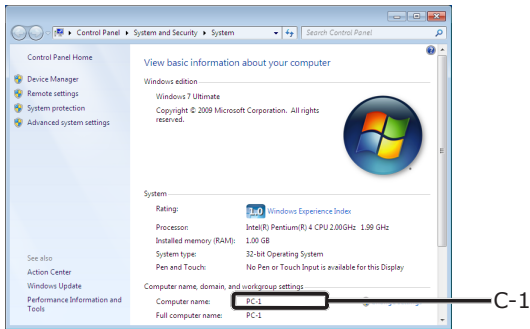 Control Panel
System and Security
System
Search Control Panel
Control Panel Home
Device Manager
Remote settings
System protection
Advanced system settings
See also
Action Center
Windows Update
Performance Information and
Tools
View basic information about your computer
Windows edition
Windows 7 Ultimate
Copyright © 2009 Microsoft Corporation. All rights
reserved.
System
Rating: 1,0 Windows Experience Index
Processor: Intel(R) Pentium(R) 4 CPU 2.00GHz 1.99 GHz
Installed memory (RAM): 1.00 GB
System type: 32-bit Operating System
Pen and Touch: No Pen or Touch Input is available for this Display
Computer name, domain, and workgroup settings
Computer name: PC-1
Full computer name: PC-1
C-1